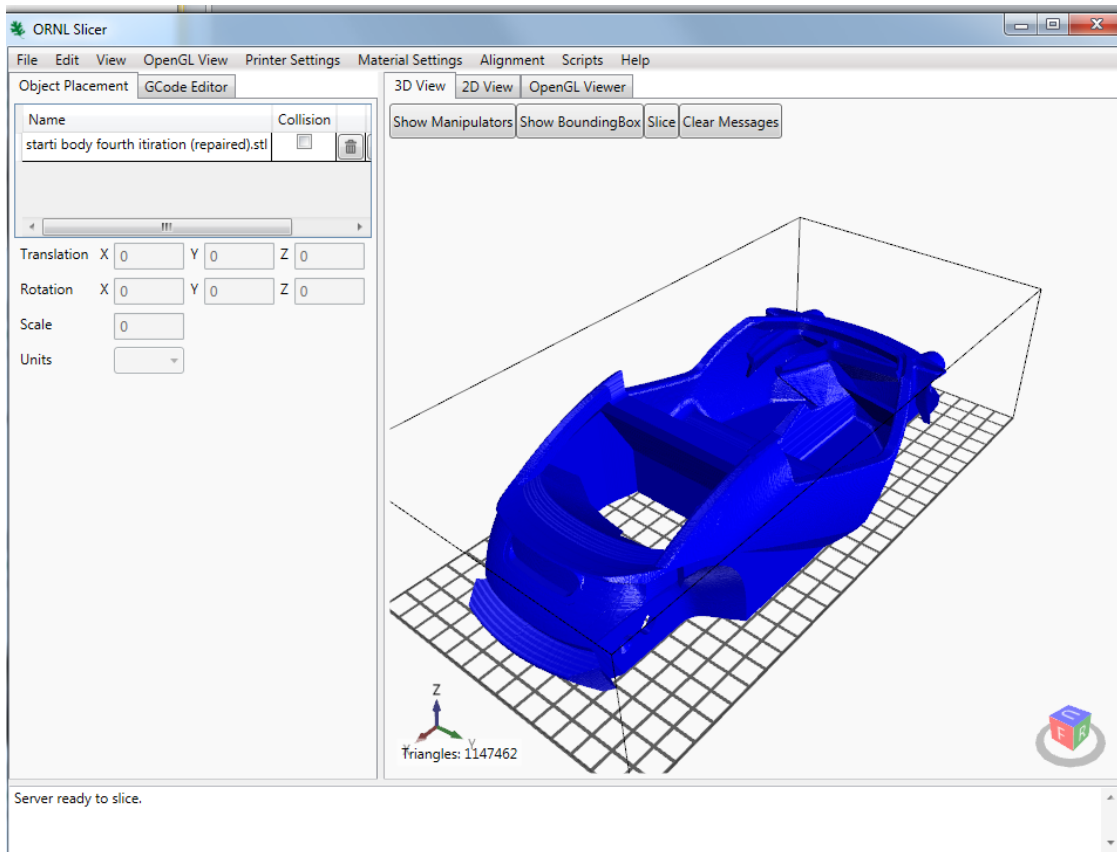 ORNL Slicer
File Edit View OpenGL View Printer Settings Material Settings Alignment Scripts Help
Object Placement GCode Editor
3D View 2D View OpenGL Viewer
Name Collision
Show Manipulators Show BoundingBox Slice Clear Messages
starti body fourth itiration (repaired).stl
Translation X 0 Y 0 Z 0
Rotation X 0 Y 0 Z 0
Scale 0
Units
Z
X Y
Triangles: 1147462
U
F R
Server ready to slice.